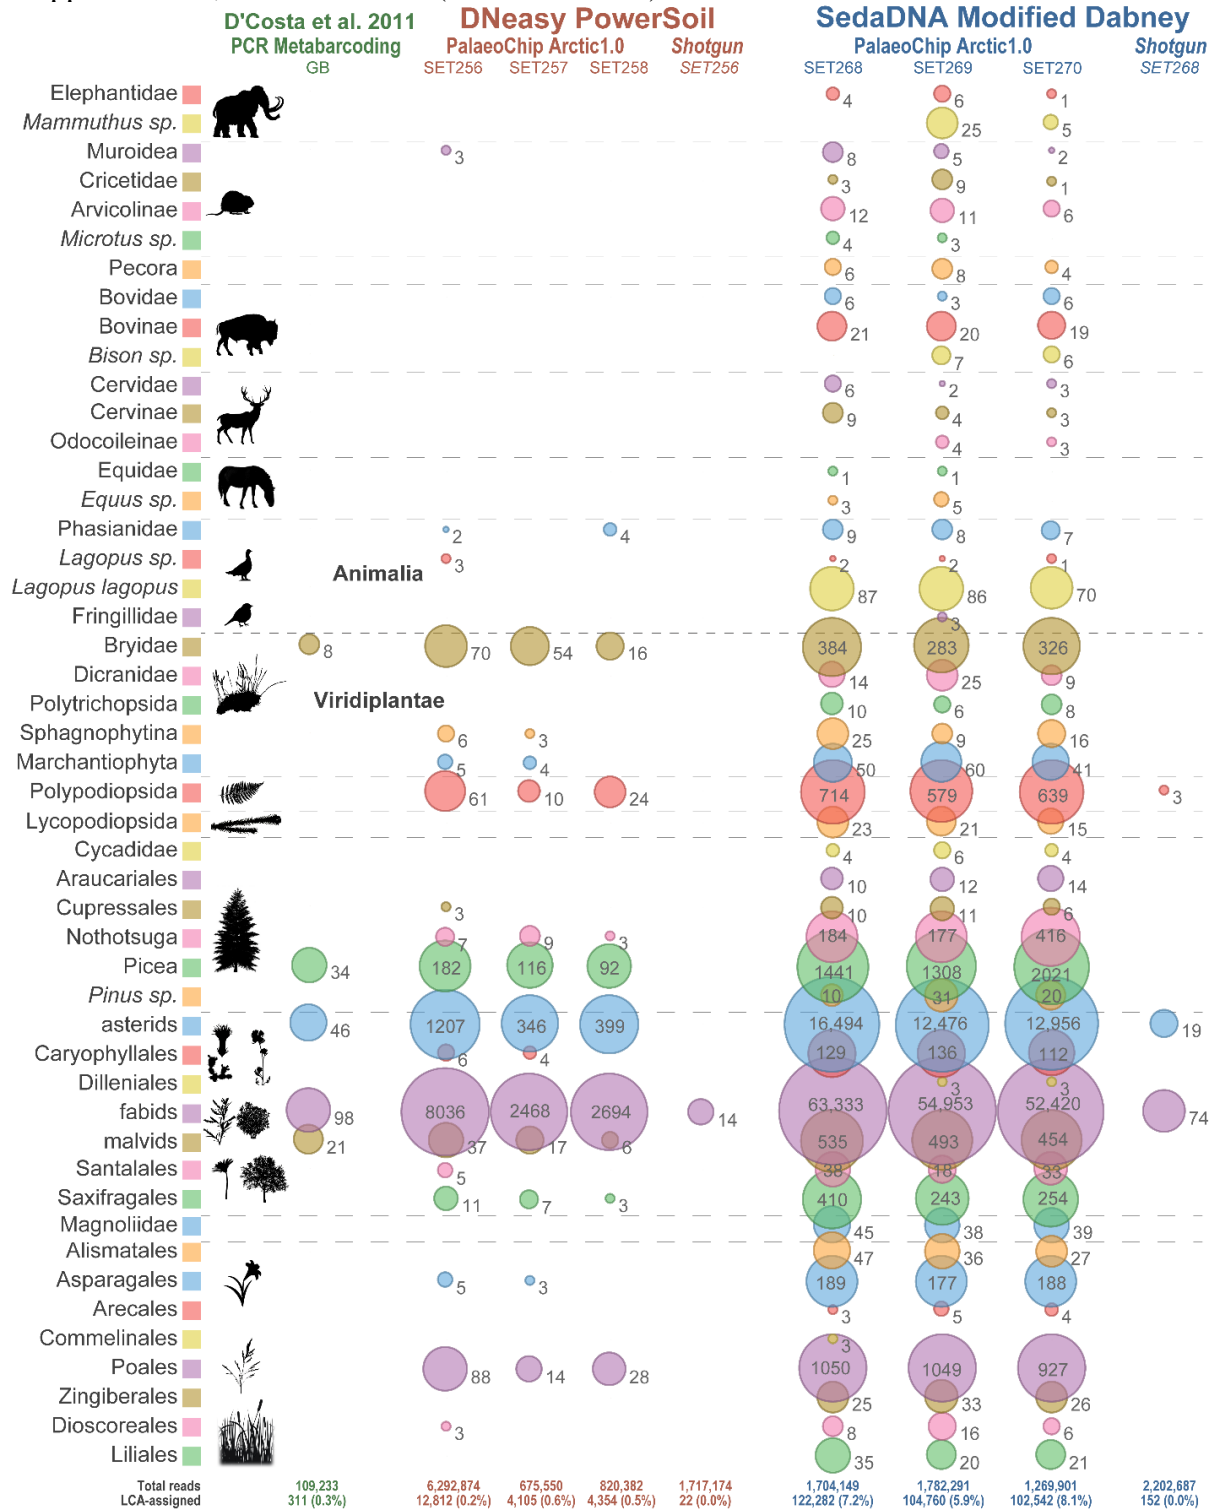 D'Costa et al. 2011 DNeasy PowerSoil SedaDNA Modified Dabney
PCR Metabarcoding PalaeoChip Arctic1.0 Shotgun PalaeoChip Arctic1.0 Shotgun
GB SET256 SET257 SET258 SET256 SET268 SET269 SET270 SET268
Elephantidae 4 6 1
Mammuthus sp. 25 5
Muroidea 3 8 5 2
Cricetidae 3 9 1
Arvicolinae 12 11 6
Microtus sp. 4 3
Pecora 6 8 4
Bovidae 6 3 6
Bovinae 21 20 19
Bison sp. 7 6
Cervidae 6 2 3
Cervinae 9 4 3
Odocoileinae 4 3
Equidae 1 1
Equus sp. 3 5
Phasianidae 2 4 9 8 7
Lagopus sp. 3 2 2 1
Animalia
Lagopus lagopus 87 86 70
Fringillidae 3
Bryidae 8 70 54 16 384 283 326
Dicranidae 14 25 9
Viridiplantae
Polytrichopsida 10 6 8
Sphagnophytina 6 3 25 9 16
Marchantiophyta 5 4 50 60 41
Polypodiopsida 61 10 24 714 579 639 3
Lycopodiopsida 23 21 15
Cycadidae 4 6 4
Araucariales 10 12 14
Cupressales 3 10 11 6
Nothotsuga 7 9 3 184 177 416
Picea 34 182 116 92 1441 1308 2021
Pinus sp. 10 31 20
asterids 46 1207 346 399 16,494 12,476 12,956 19
Caryophyllales 6 4 129 136 112
Dilleniales 3 3
fabids 98 8036 2468 2694 14 63,333 54,953 52,420 74
malvids 21 37 17 6 535 493 454
Santalales 5 38 18 33
Saxifragales 11 7 3 410 243 254
Magnoliidae 45 38 39
Alismatales 47 36 27
Asparagales 5 3 189 177 188
Arecales 3 5 4
Commelinales 3
Poales 88 14 28 1050 1049 927
Zingiberales 25 33 26
Dioscoreales 3 8 16 6
Liliales 35 20 21
Total reads 109,233 6,292,874 675,550 820,382 1,717,174 1,704,149 1,782,291 1,269,901 2,202,687
LCA-assigned 311 (0.3%) 12,812 (0.2%) 4,105 (0.6%) 4,354 (0.5%) 22 (0.0%) 122,282 (7.2%) 104,760 (5.9%) 102,542 (8.1%) 152 (0.0%)